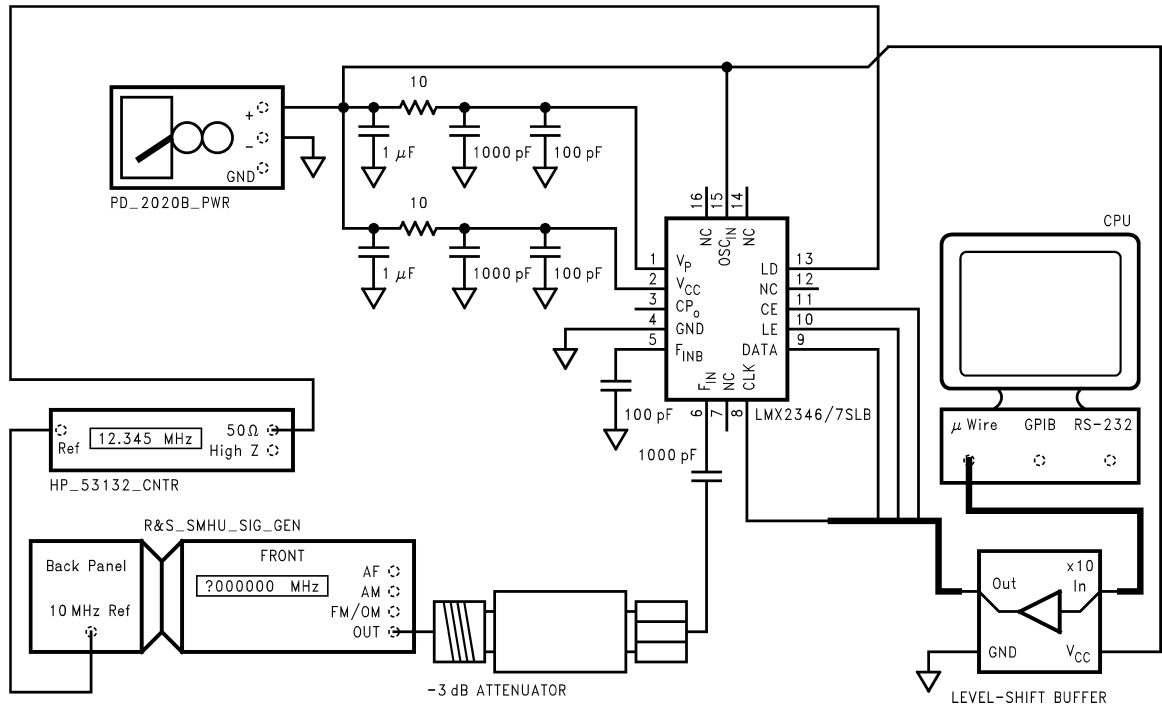 10
+
−
GND
1 μF
1000 pF
100 pF
PD_2020B_PWR
10
1 μF
1000 pF
100 pF
16
15
14
NC
OSCIN
NC
1
VP
2
VCC
3
CPo
4
GND
5
FINB
LD
13
NC
12
CE
11
LE
10
DATA
9
FIN
NC
CLK
6
7
8
LMX2346/7SLB
100 pF
1000 pF
CPU
μ Wire
GPIB
RS-232
Ref
12.345 MHz
50Ω
High Z
HP_53132_CNTR
R&S_SMHU_SIG_GEN
Back Panel
10 MHz Ref
FRONT
?000000 MHz
AF
AM
FM/OM
OUT
-3 dB ATTENUATOR
x10
Out
In
GND
VCC
LEVEL-SHIFT BUFFER